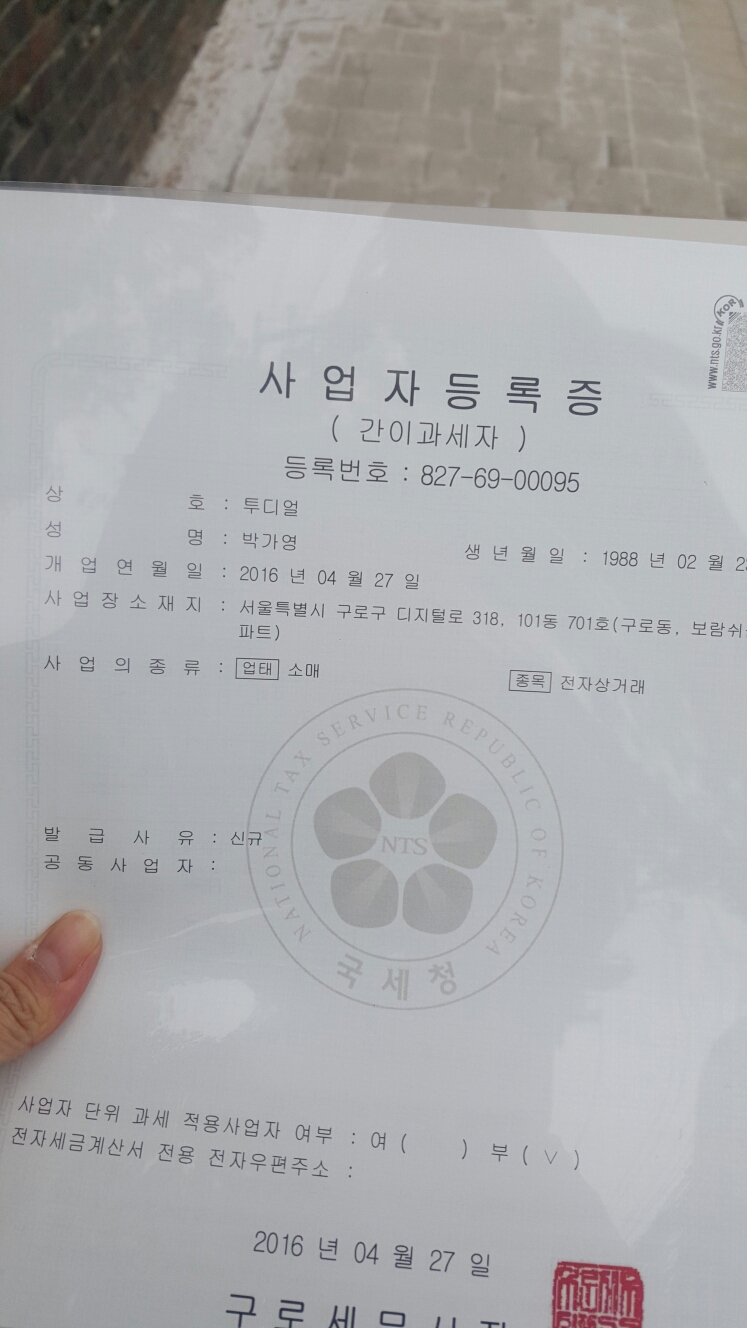 www.nts.go.kr
KOR
사업자등록증
( 간이과세자 )
등록번호 : 827-69-00095
상 호 : 투디얼
성 명 : 박가영 생년월일 : 1988 년 02 월
개업연월일 : 2016 년 04 월 27 일
사업장소재지 : 서울특별시 구로구 디지털로 318, 101동 701호(구로동, 보람쉬
파트)
사업의종류 : 업태 소매 종목 전자상거래
NATIONAL TAX SERVICE REPUBLIC OF KOREA
NTS
국세청
발급사유 : 신규
공동사업자 :
사업자 단위 과세 적용사업자 여부 : 여 ( ) 부 ( ∨ )
전자세금계산서 전용 전자우편주소 :
2016 년 04 월 27 일
구로세무서장